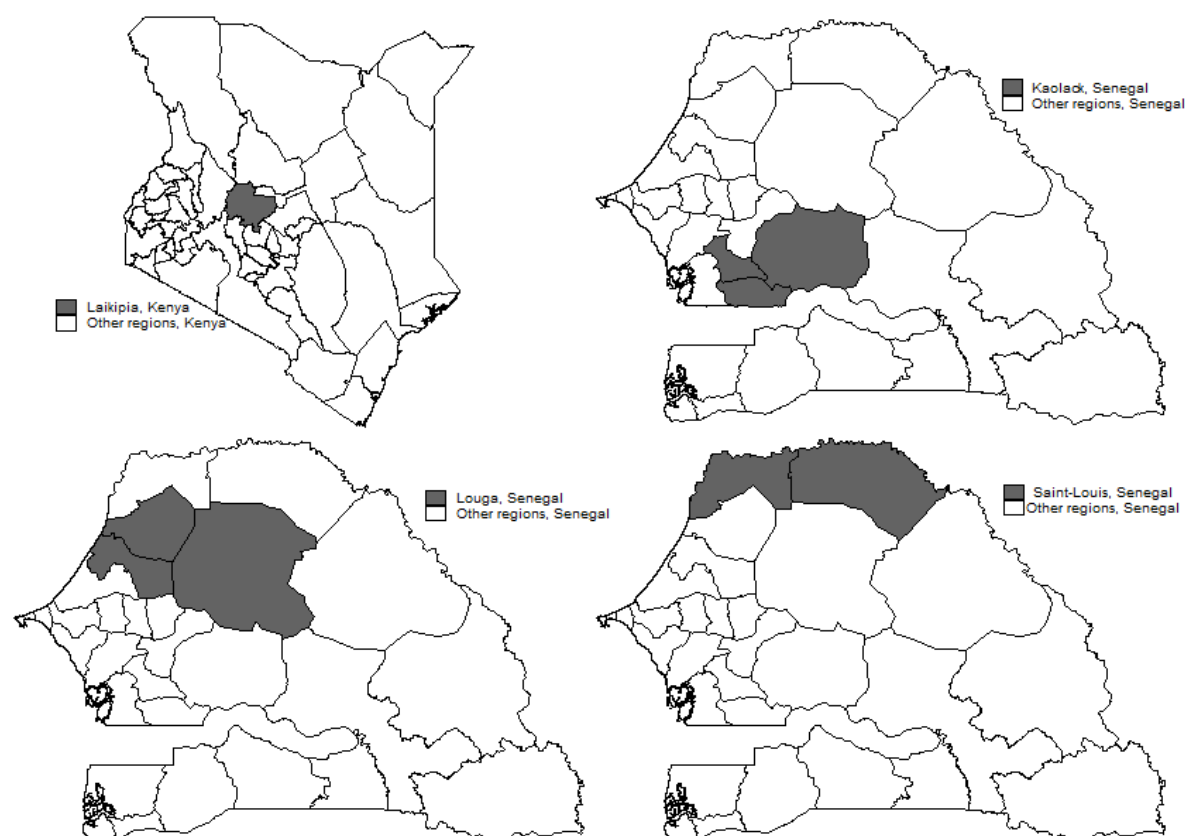 Kaolack, Senegal
Other regions, Senegal
Laikipia, Kenya
Other regions, Kenya
Louga, Senegal
Other regions, Senegal
Saint-Louis, Senegal
Other regions, Senegal